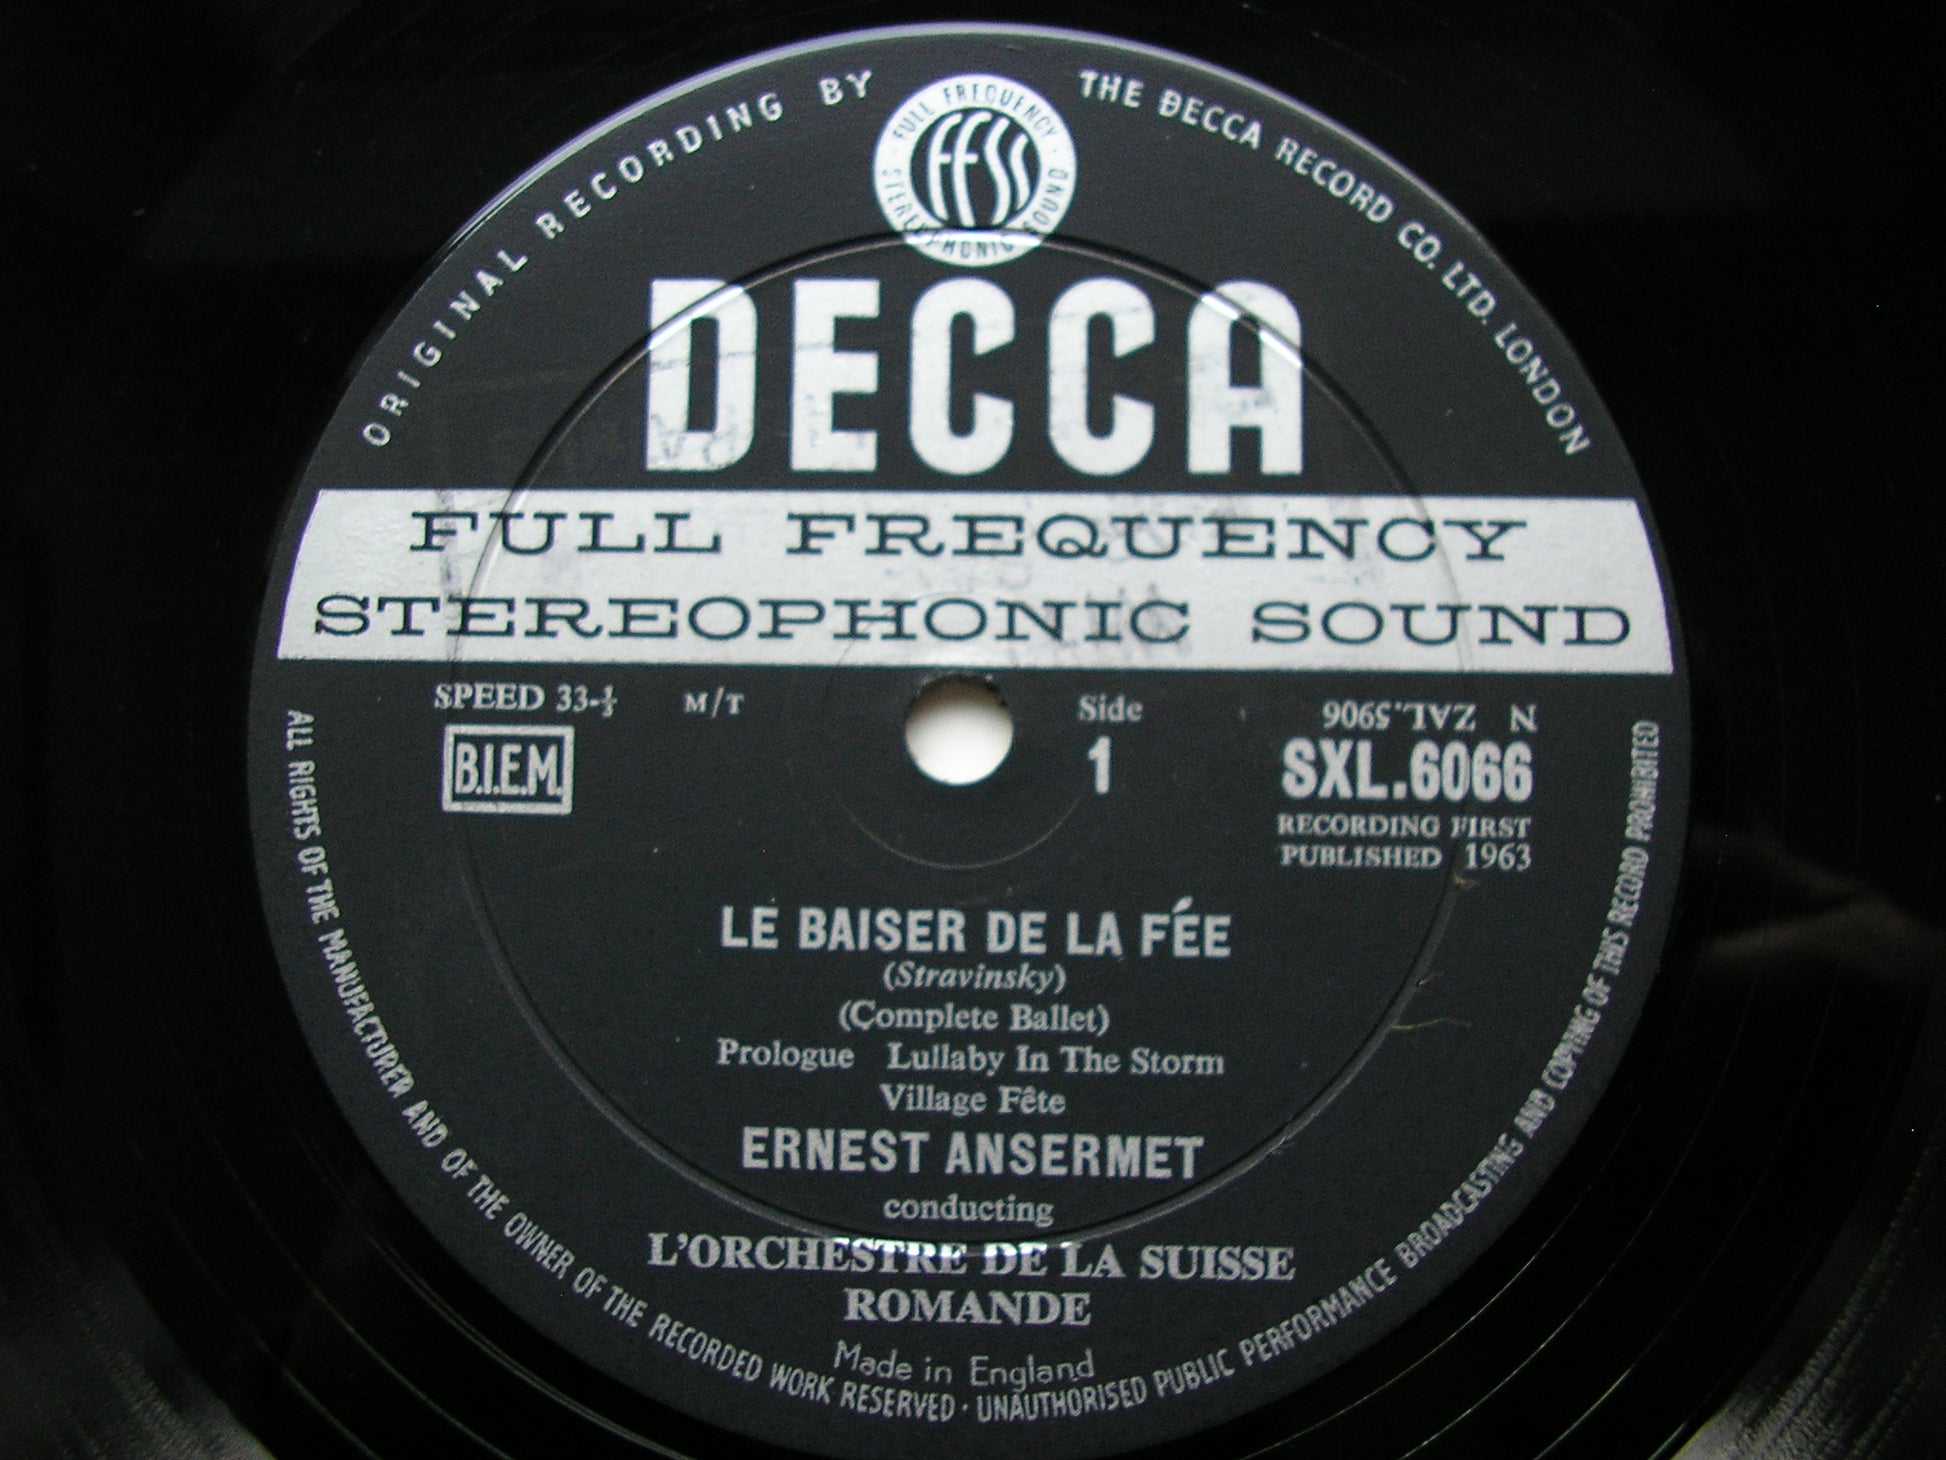 ORIGINAL RECORDING BY THE DECCA RECORD CO. LTD. LONDON
FULL FREQUENCY
FFSS
STEREOPHONIC SOUND
DECCA
FULL FREQUENCY
STEREOPHONIC SOUND
SPEED 33-⅓ M/T
B.I.E.M.
Side
1
N ZAL.5906
SXL.6066
RECORDING FIRST
PUBLISHED 1963
LE BAISER DE LA FÉE
(Stravinsky)
(Complete Ballet)
Prologue Lullaby In The Storm
Village Fête
ERNEST ANSERMET
conducting
L'ORCHESTRE DE LA SUISSE
ROMANDE
Made in England
ALL RIGHTS OF THE MANUFACTURER AND OF THE OWNER OF THE RECORDED WORK RESERVED · UNAUTHORISED PUBLIC PERFORMANCE BROADCASTING AND COPYING OF THIS RECORD PROHIBITED